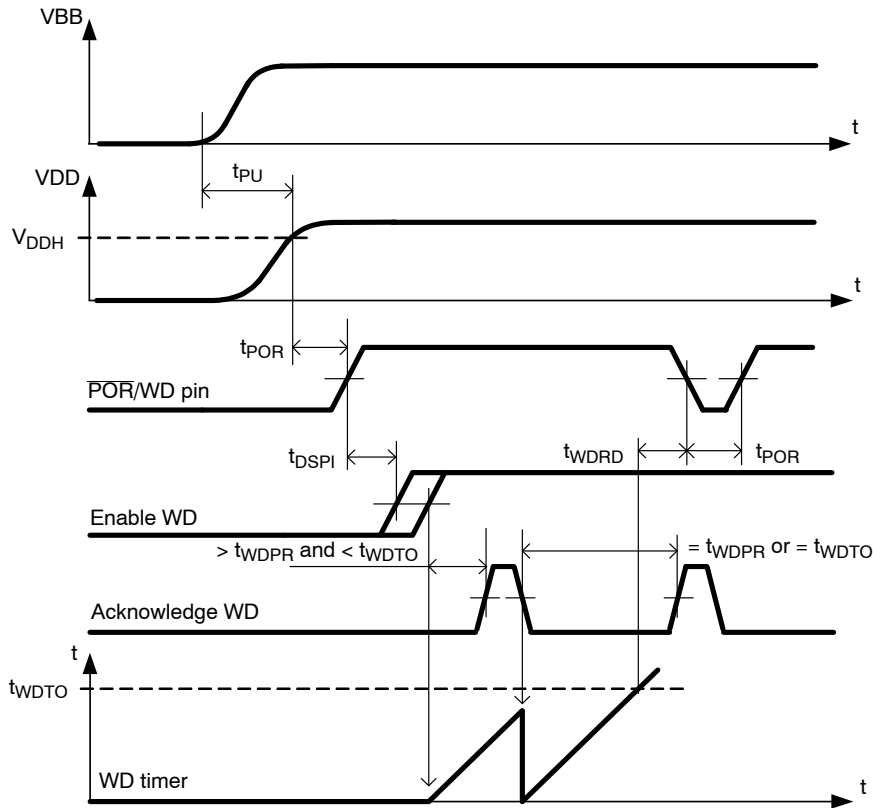 VBB
t
tPU
VDD
VDDH
t
tPOR
POR/WD pin
tDSPI
tWDRD
tPOR
Enable WD
> tWDPR and < tWDTO
= tWDPR or = tWDTO
Acknowledge WD
t
tWDTO
WD timer
t